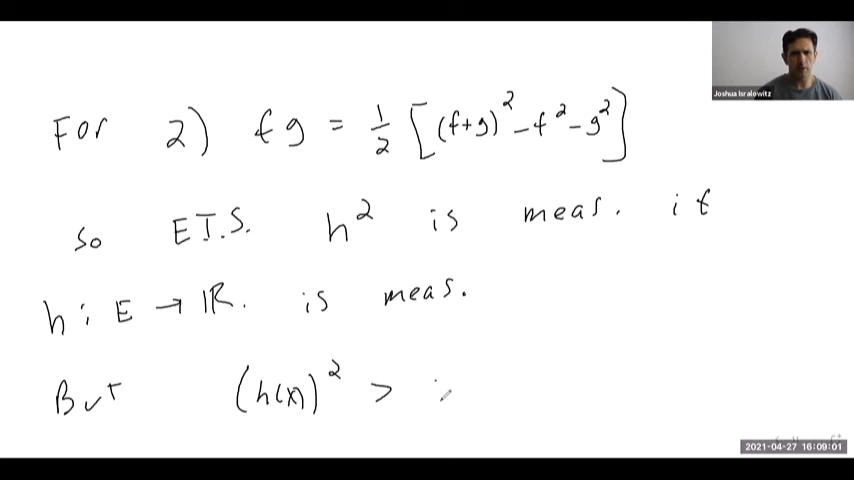 Joshua Isralowitz
For 2) fg = 1/2 [(f+g)^2 - f^2 - g^2]
so E.T.S. h^2 is meas. if
h : E → ℝ. is meas.
But (h(x))^2 >
2021-04-27 16:09:01